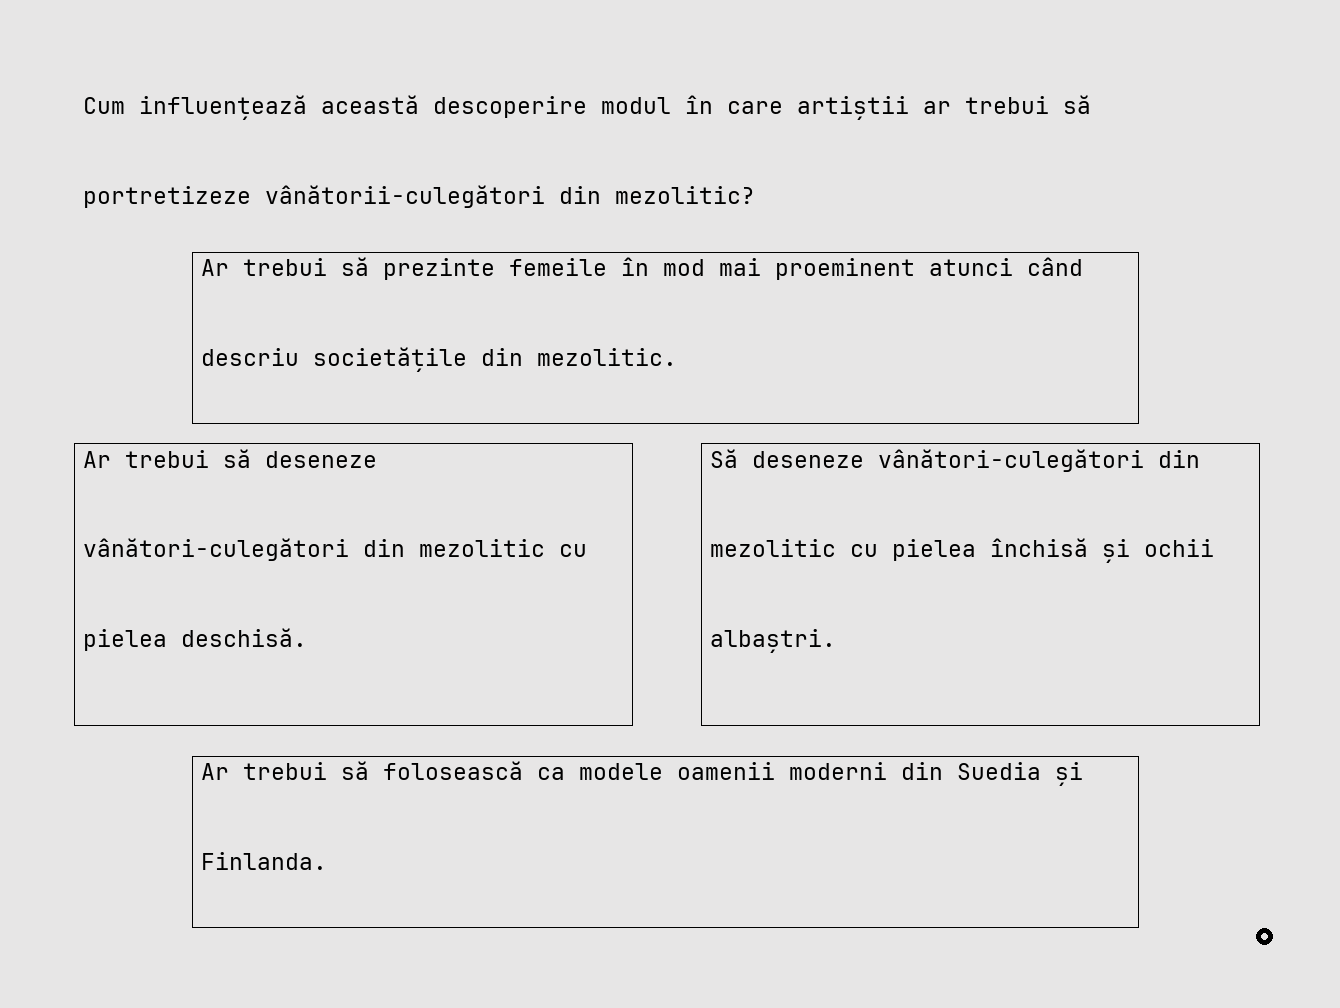 Cum influențează această descoperire modul în care artiștii ar trebui să
portretizeze vânătorii-culegători din mezolitic?
Ar trebui să prezinte femeile în mod mai proeminent atunci când
descriu societățile din mezolitic.
Ar trebui să deseneze
vânători-culegători din mezolitic cu
pielea deschisă.
Să deseneze vânători-culegători din
mezolitic cu pielea închisă și ochii
albaștri.
Ar trebui să folosească ca modele oamenii moderni din Suedia și
Finlanda.